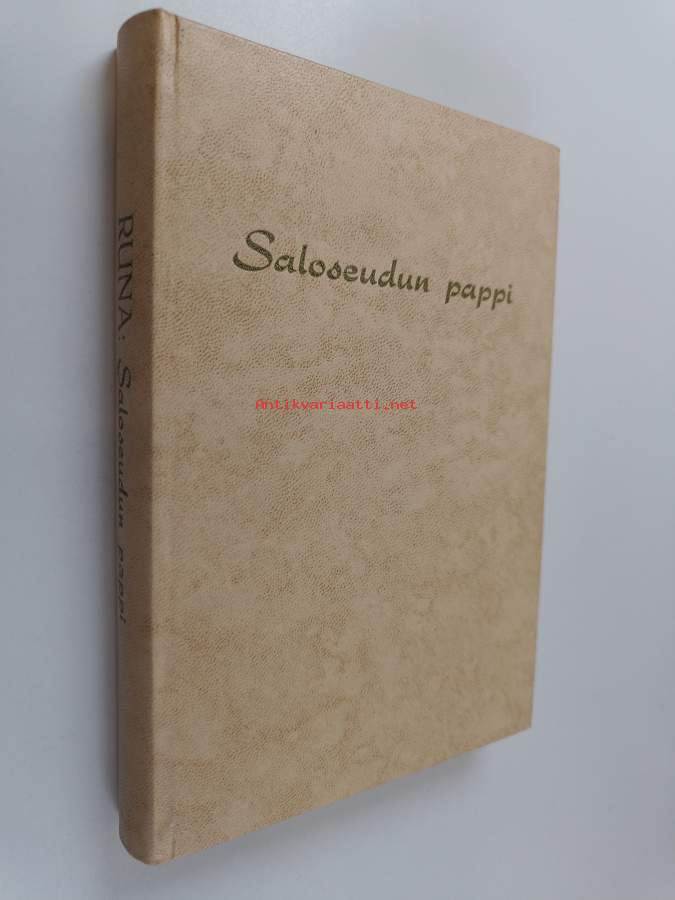 Saloseudun pappi
Antikvariaatti.net
RUNA: Saloseudun pappi